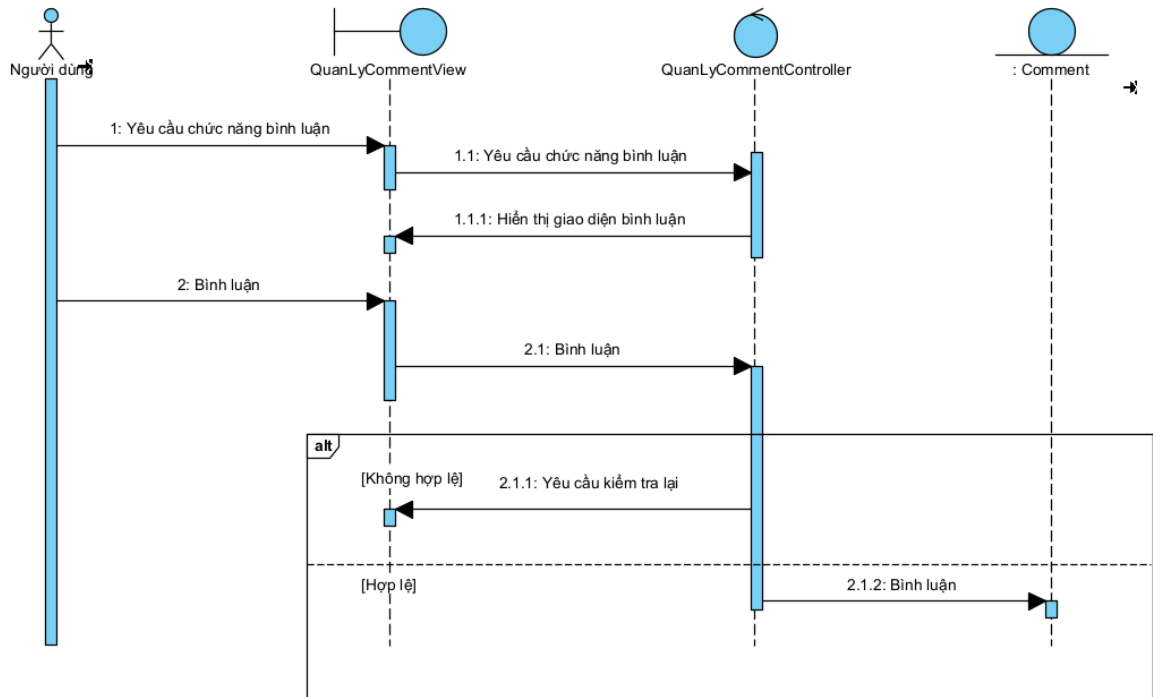 Người dùng
QuanLyCommentView
QuanLyCommentController
: Comment
1: Yêu cầu chức năng bình luận
1.1: Yêu cầu chức năng bình luận
1.1.1: Hiển thị giao diện bình luận
2: Bình luận
2.1: Bình luận
alt
[Không hợp lệ]
2.1.1: Yêu cầu kiểm tra lại
[Hợp lệ]
2.1.2: Bình luận